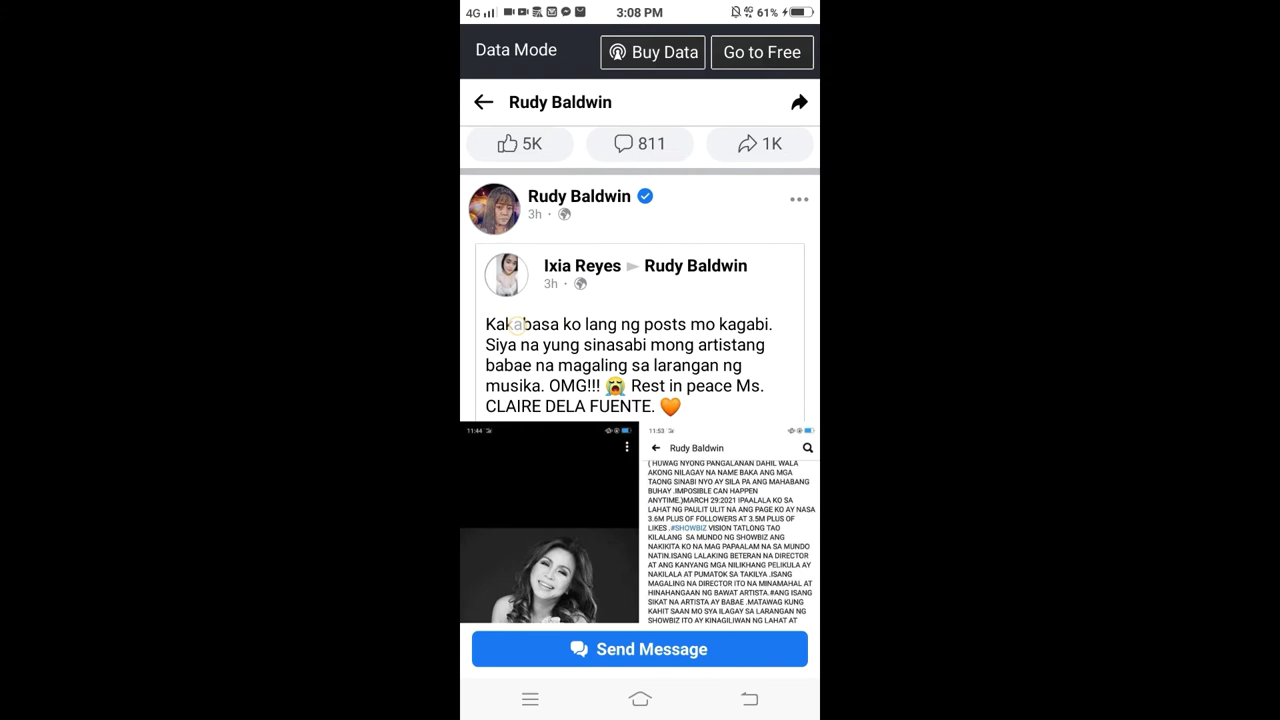 4G 3:08 PM 4G 61%
Data Mode Buy Data Go to Free
Rudy Baldwin
5K 811 1K
Rudy Baldwin
3h ·
Ixia Reyes Rudy Baldwin
3h ·
Kakabasa ko lang ng posts mo kagabi.
Siya na yung sinasabi mong artistang
babae na magaling sa larangan ng
musika. OMG!!! 😭 Rest in peace Ms.
CLAIRE DELA FUENTE. 🧡
11:44
11:53
Rudy Baldwin
( HUWAG NYONG PANGALANAN DAHIL WALA
AKONG NILAGAY NA NAME BAKA ANG MGA
TAONG SINABI NYO AY SILA PA ANG MAHABANG
BUHAY .IMPOSIBLE CAN HAPPEN
ANYTIME.)MARCH 29:2021 IPAALALA KO SA
LAHAT NG PAULIT ULIT NA ANG PAGE KO AY NASA
3.6M PLUS OF FOLLOWERS AT 3.5M PLUS OF
LIKES .#SHOWBIZ VISION TATLONG TAO
KILALANG SA MUNDO NG SHOWBIZ ANG
NAKIKITA KO NA MAG PAPAALAM NA SA MUNDO
NATIN.ISANG LALAKING BETERAN NA DIRECTOR
AT ANG KANYANG MGA NILIKHANG PELIKULA AY
NAKILALA AT PUMATOK SA TAKILYA .ISANG
MAGALING NA DIRECTOR ITO NA MINAMAHAL AT
HINAHANGAAN NG BAWAT ARTISTA.#ANG ISANG
SIKAT NA ARTISTA AY BABAE .MATAWAG KUNG
KAHIT SAAN MO SYA ILAGAY SA LARANGAN NG
SHOWBIZ ITO AY KINAGILIWAN NG LAHAT AT
Send Message